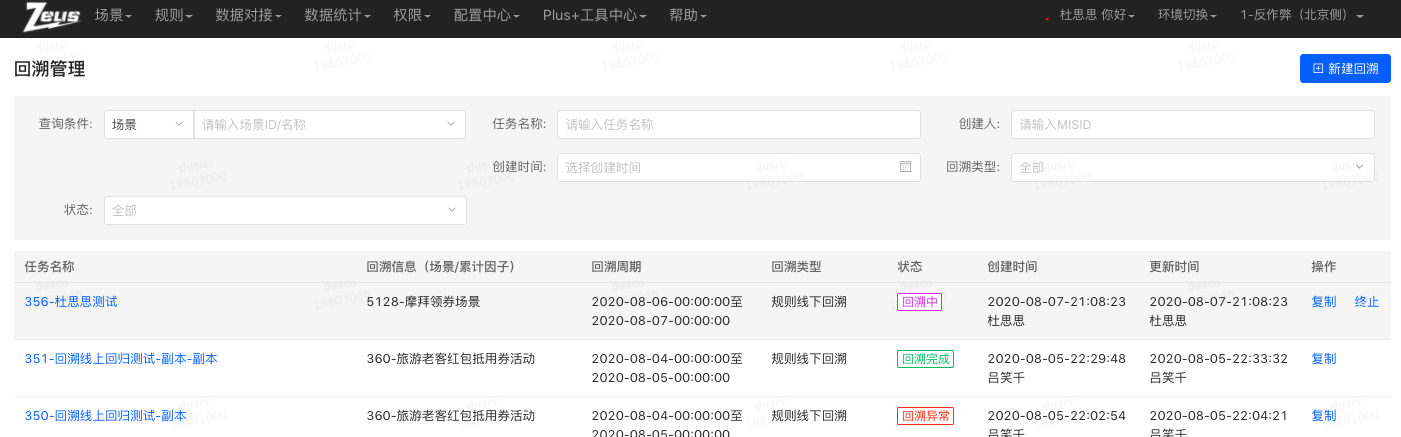 Zeus 场景 规则 数据对接 数据统计 权限 配置中心 Plus+工具中心 帮助 杜思思 你好 环境切换 1-反作弊（北京侧）
回溯管理 新建回溯
查询条件: 场景 请输入场景ID/名称 任务名称: 请输入任务名称 创建人: 请输入MISID
创建时间: 选择创建时间 回溯类型: 全部
状态: 全部
任务名称 回溯信息（场景/累计因子） 回溯周期 回溯类型 状态 创建时间 更新时间 操作
356-杜思思测试 5128-摩拜领券场景 2020-08-06-00:00:00至 规则线下回溯 回溯中 2020-08-07-21:08:23 2020-08-07-21:08:23 复制 终止
2020-08-07-00:00:00 杜思思 杜思思
351-回溯线上回归测试-副本-副本 360-旅游老客红包抵用券活动 2020-08-04-00:00:00至 规则线下回溯 回溯完成 2020-08-05-22:29:48 2020-08-05-22:33:32 复制
2020-08-05-00:00:00 吕笑千 吕笑千
350-回溯线上回归测试-副本 360-旅游老客红包抵用券活动 2020-08-04-00:00:00至 规则线下回溯 回溯异常 2020-08-05-22:02:54 2020-08-05-22:04:21 复制
2020-08-05-00:00:00 吕笑千 吕笑千
dusisi
19803000